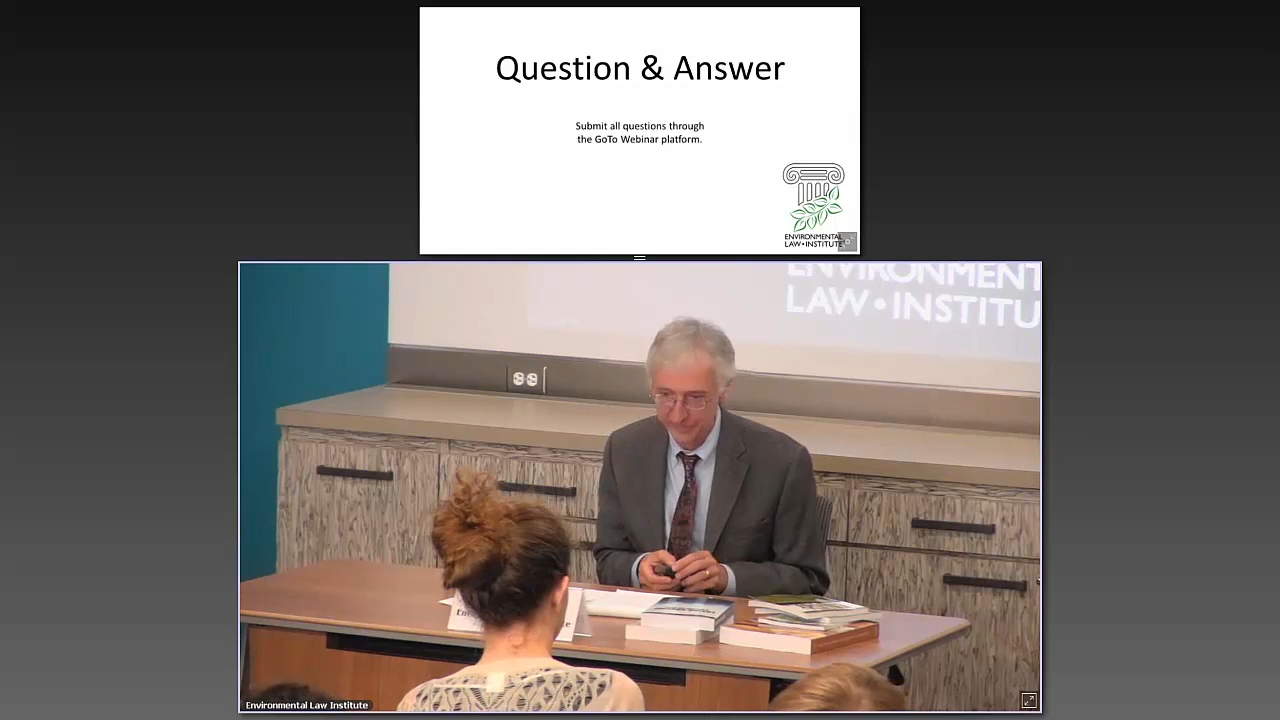 Question & Answer
Submit all questions through
the GoTo Webinar platform.
ENVIRONMENTAL
LAW•INSTITUTE
ENVIRONMENT
LAW•INSTITU
Environmental Law Institute